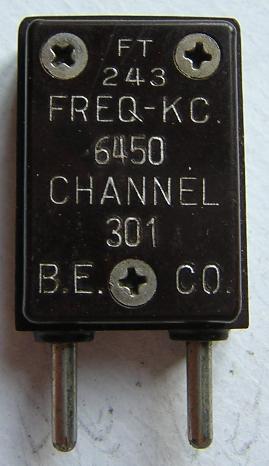 FT
243
FREQ-KC.
6450
CHANNEL
301
B.E. CO.